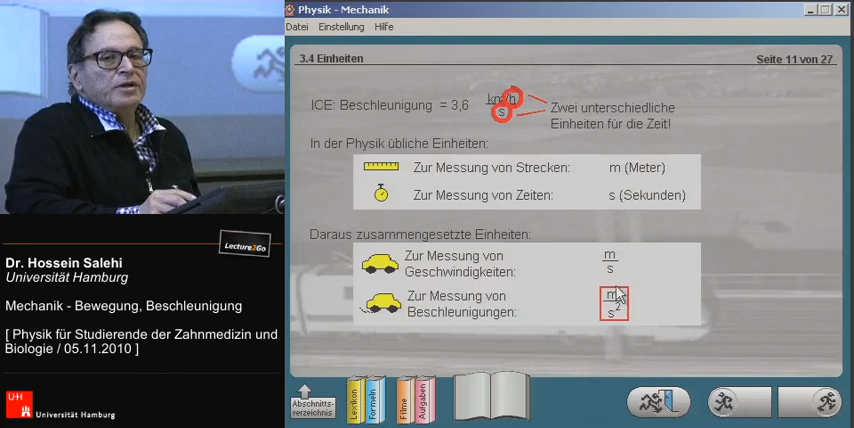 Physik - Mechanik
Datei Einstellung Hilfe
3.4 Einheiten
Seite 11 von 27
ICE: Beschleunigung = 3,6 km/h
s
Zwei unterschiedliche
Einheiten für die Zeit!
In der Physik übliche Einheiten:
Zur Messung von Strecken: m (Meter)
Zur Messung von Zeiten: s (Sekunden)
Daraus zusammengesetzte Einheiten:
Zur Messung von
Geschwindigkeiten:
m
s
Zur Messung von
Beschleunigungen:
m
s²
Abschnitts-
verzeichnis
Lexikon
Formeln
Filme
Aufgaben
Lecture2Go
Dr. Hossein Salehi
Universität Hamburg
Mechanik - Bewegung, Beschleunigung
[ Physik für Studierende der Zahnmedizin und
Biologie / 05.11.2010 ]
UH
Universität Hamburg